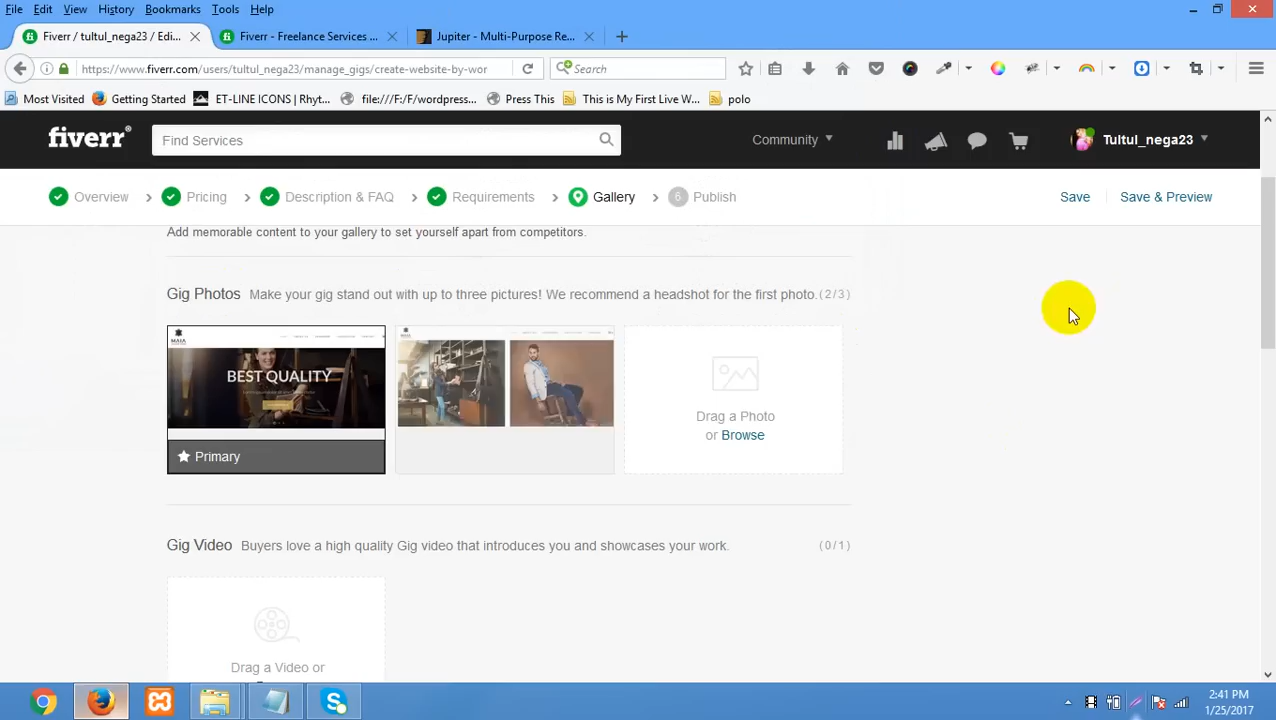 File Edit View History Bookmarks Tools Help
Fiverr / tultul_nega23 / Edi... Fiverr - Freelance Services ... Jupiter - Multi-Purpose Re...
https://www.fiverr.com/users/tultul_nega23/manage_gigs/create-website-by-wor Search
Most Visited Getting Started ET-LINE ICONS | Rhyt... file:///F:/F/wordpress... Press This This is My First Live W... polo
fiverr® Find Services Community Tultul_nega23
Overview Pricing Description & FAQ Requirements Gallery 6 Publish Save Save & Preview
Add memorable content to your gallery to set yourself apart from competitors.
Gig Photos Make your gig stand out with up to three pictures! We recommend a headshot for the first photo. (2/3)
MAIA
BEST QUALITY
Drag a Photo
or Browse
Primary
Gig Video Buyers love a high quality Gig video that introduces you and showcases your work. (0/1)
Drag a Video or
2:41 PM
1/25/2017